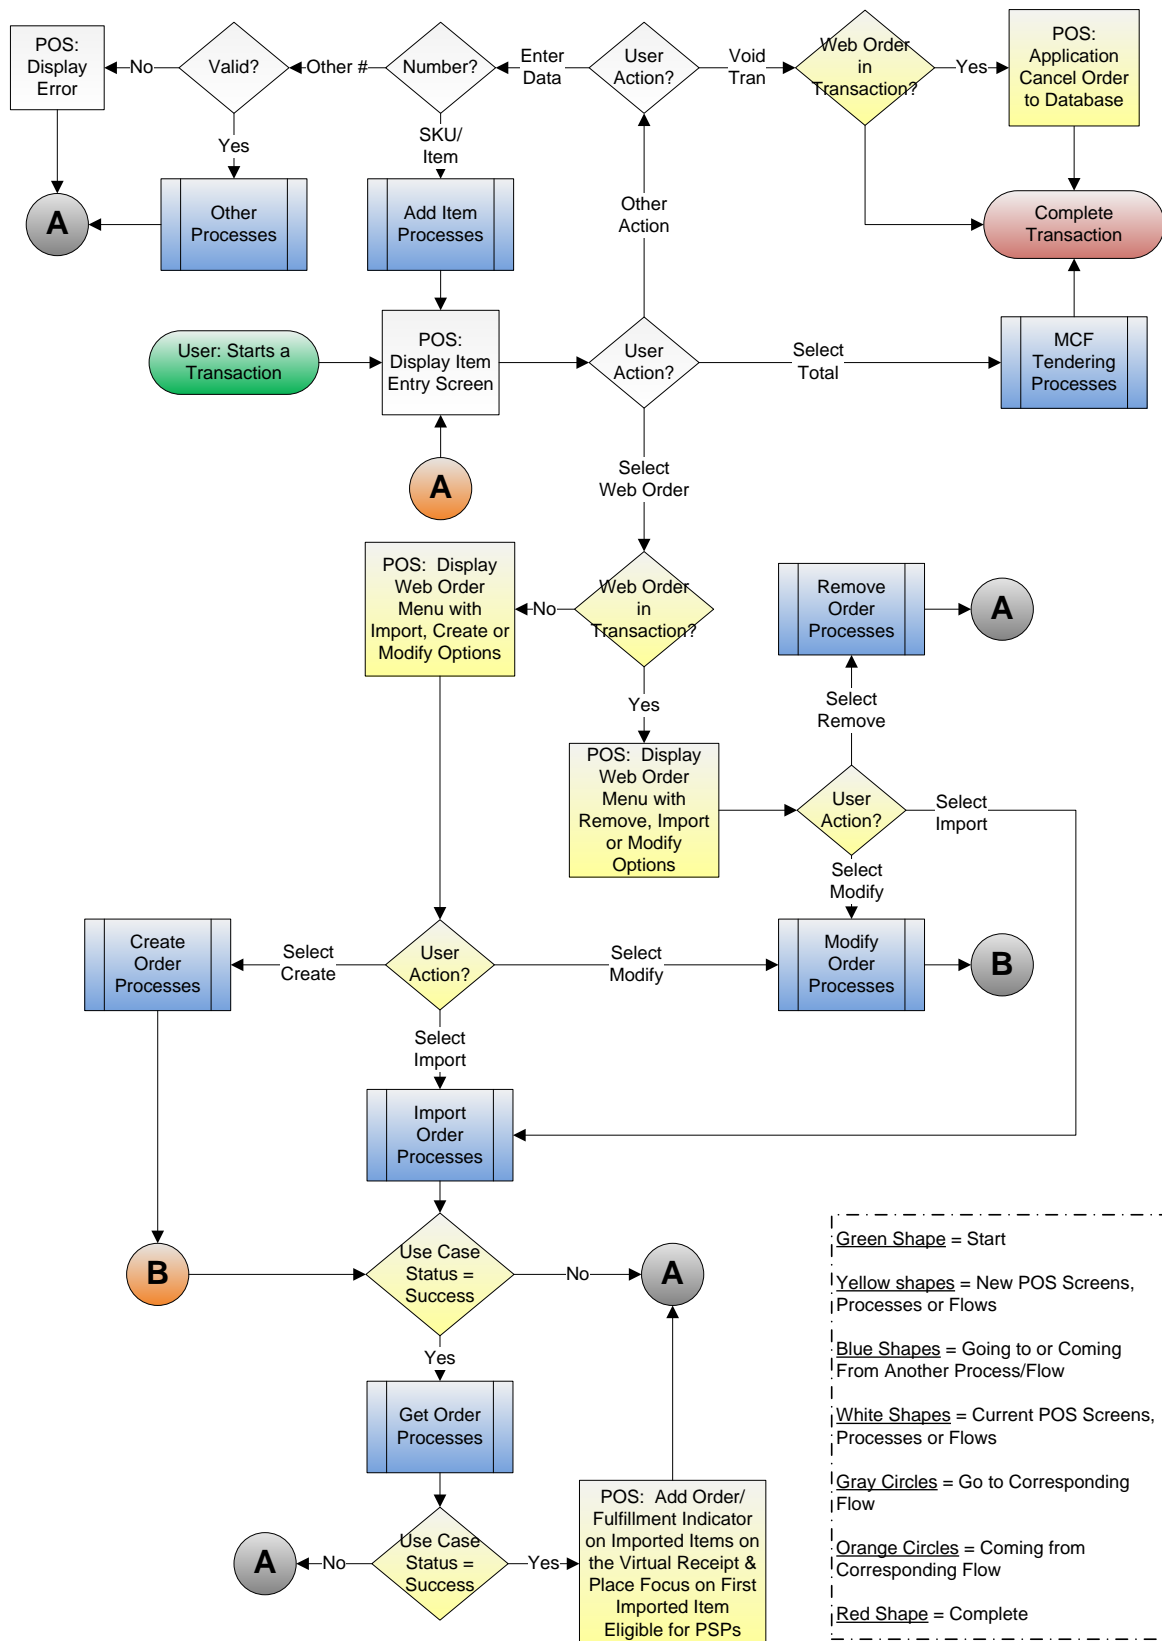 POS:
Display
Error
No
Valid?
Other #
Number?
Enter
Data
User
Action?
Void
Tran
Web Order
in
Transaction?
Yes
POS:
Application
Cancel Order
to Database
Yes
SKU/
Item
A
Other
Processes
Add Item
Processes
Other
Action
Complete
Transaction
User: Starts a
Transaction
POS:
Display Item
Entry Screen
User
Action?
Select
Total
MCF
Tendering
Processes
A
Select
Web Order
POS: Display
Web Order
Menu with
Import, Create or
Modify Options
No
Web Order
in
Transaction?
Remove
Order
Processes
A
Yes
Select
Remove
POS: Display
Web Order
Menu with
Remove, Import
or Modify
Options
User
Action?
Select
Import
Select
Modify
Create
Order
Processes
Select
Create
User
Action?
Select
Modify
Modify
Order
Processes
B
Select
Import
Import
Order
Processes
B
Use Case
Status =
Success
No
A
Yes
Get Order
Processes
A
No
Use Case
Status =
Success
Yes
POS: Add Order/
Fulfillment Indicator
on Imported Items on
the Virtual Receipt &
Place Focus on First
Imported Item
Eligible for PSPs
Green Shape = Start
Yellow shapes = New POS Screens,
Processes or Flows
Blue Shapes = Going to or Coming
From Another Process/Flow
White Shapes = Current POS Screens,
Processes or Flows
Gray Circles = Go to Corresponding
Flow
Orange Circles = Coming from
Corresponding Flow
Red Shape = Complete